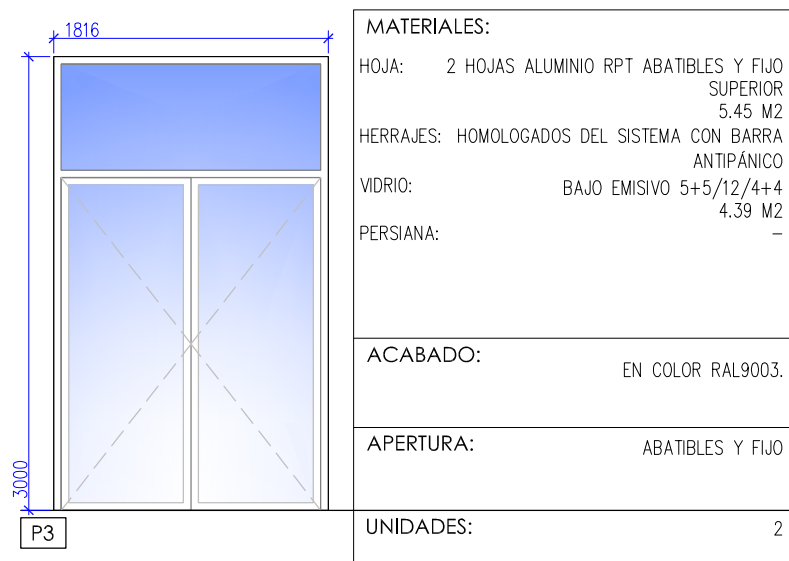 1816
3000
P3
MATERIALES:
HOJA: 2 HOJAS ALUMINIO RPT ABATIBLES Y FIJO
SUPERIOR
5.45 M2
HERRAJES: HOMOLOGADOS DEL SISTEMA CON BARRA
ANTIPÁNICO
VIDRIO: BAJO EMISIVO 5+5/12/4+4
4.39 M2
PERSIANA: –
ACABADO:
EN COLOR RAL9003.
APERTURA: ABATIBLES Y FIJO
UNIDADES: 2